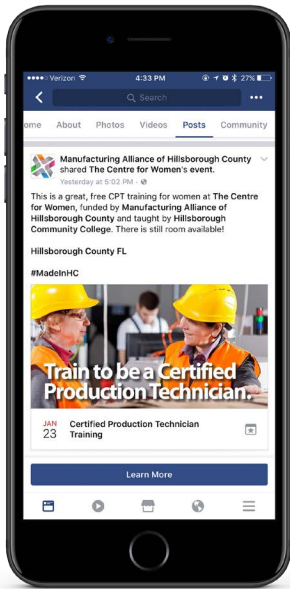 Verizon 4:33 PM 27%
Search
ome About Photos Videos Posts Community
Manufacturing Alliance of Hillsborough County
shared The Centre for Women's event.
Yesterday at 5:02 PM
This is a great, free CPT training for women at The Centre
for Women, funded by Manufacturing Alliance of
Hillsborough County and taught by Hillsborough
Community College. There is still room available!
Hillsborough County FL
#MadeInHC
Train to be a Certified
Production Technician.
JAN
23
Certified Production Technician
Training
Learn More